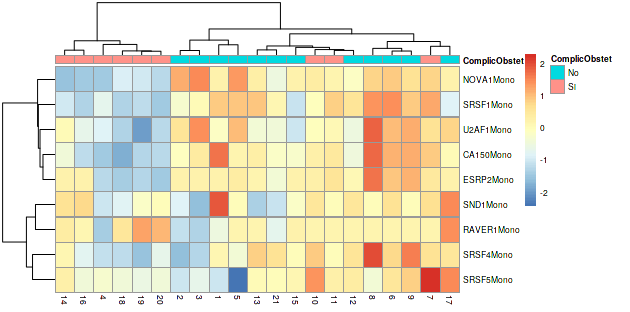 ComplicObstet
ComplicObstet
No
SI
2
1
0
-1
-2
NOVA1Mono
SRSF1Mono
U2AF1Mono
CA150Mono
ESRP2Mono
SND1Mono
RAVER1Mono
SRSF4Mono
SRSF5Mono
14 16 4 18 19 20 2 3 1 5 13 21 15 10 11 12 8 6 9 7 17